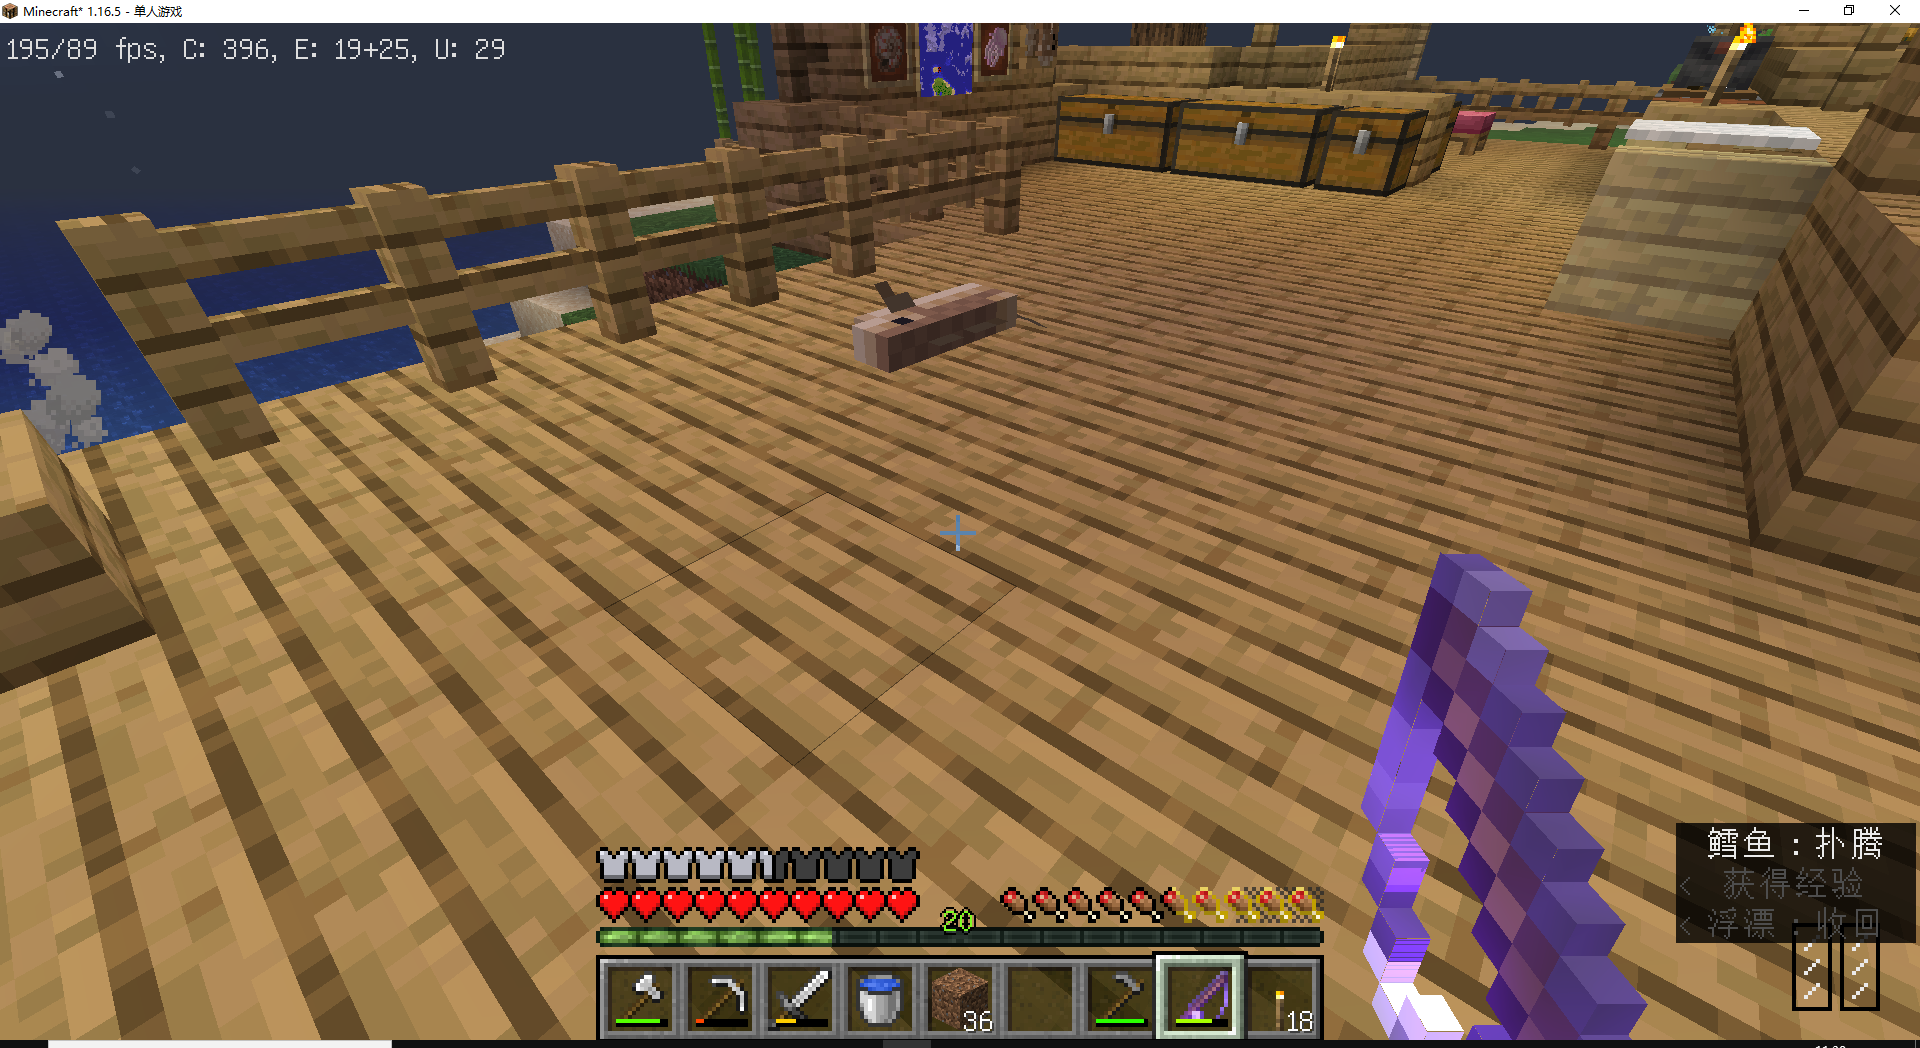 Minecraft* 1.16.5 - 单人游戏
195/89 fps, C: 396, E: 19+25, U: 29
鳕鱼：扑腾
< 获得经验
< 浮漂：收回
20
36
18